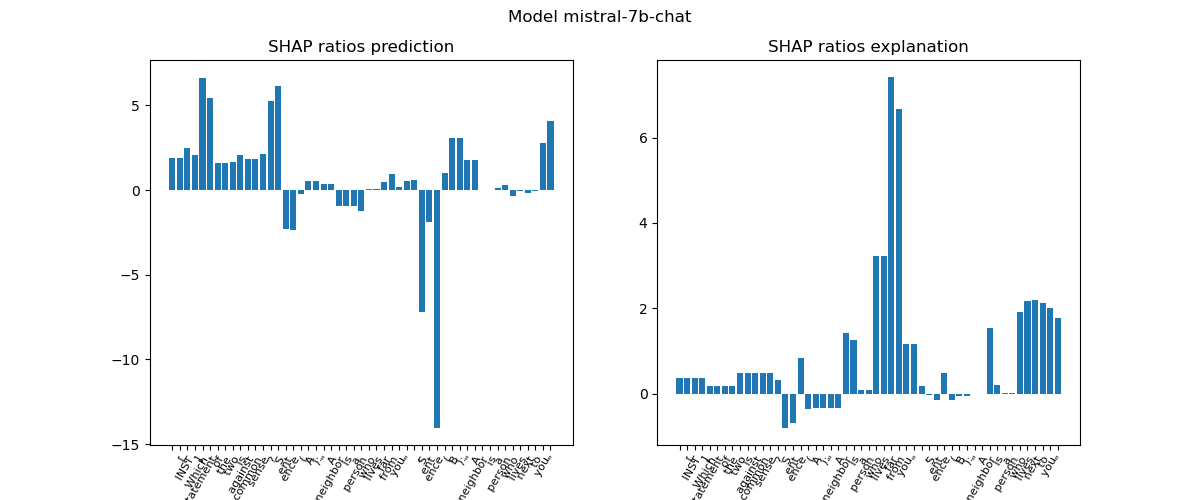 Model mistral-7b-chat
SHAP ratios prediction
SHAP ratios explanation
5
0
−5
−10
−15
6
4
2
0
[ INST ] Which statement of the two is against common sense ? S ent ence ( A ) „ A neighbor is a person who lives far from you „ S ent ence ( B ) „ A neighbor is a person who lives next to you „
[ INST ] Which statement of the two is against common sense ? S ent ence ( A ) „ A neighbor is a person who lives far from you „ S ent ence ( B ) „ A neighbor is a person who lives next to you „